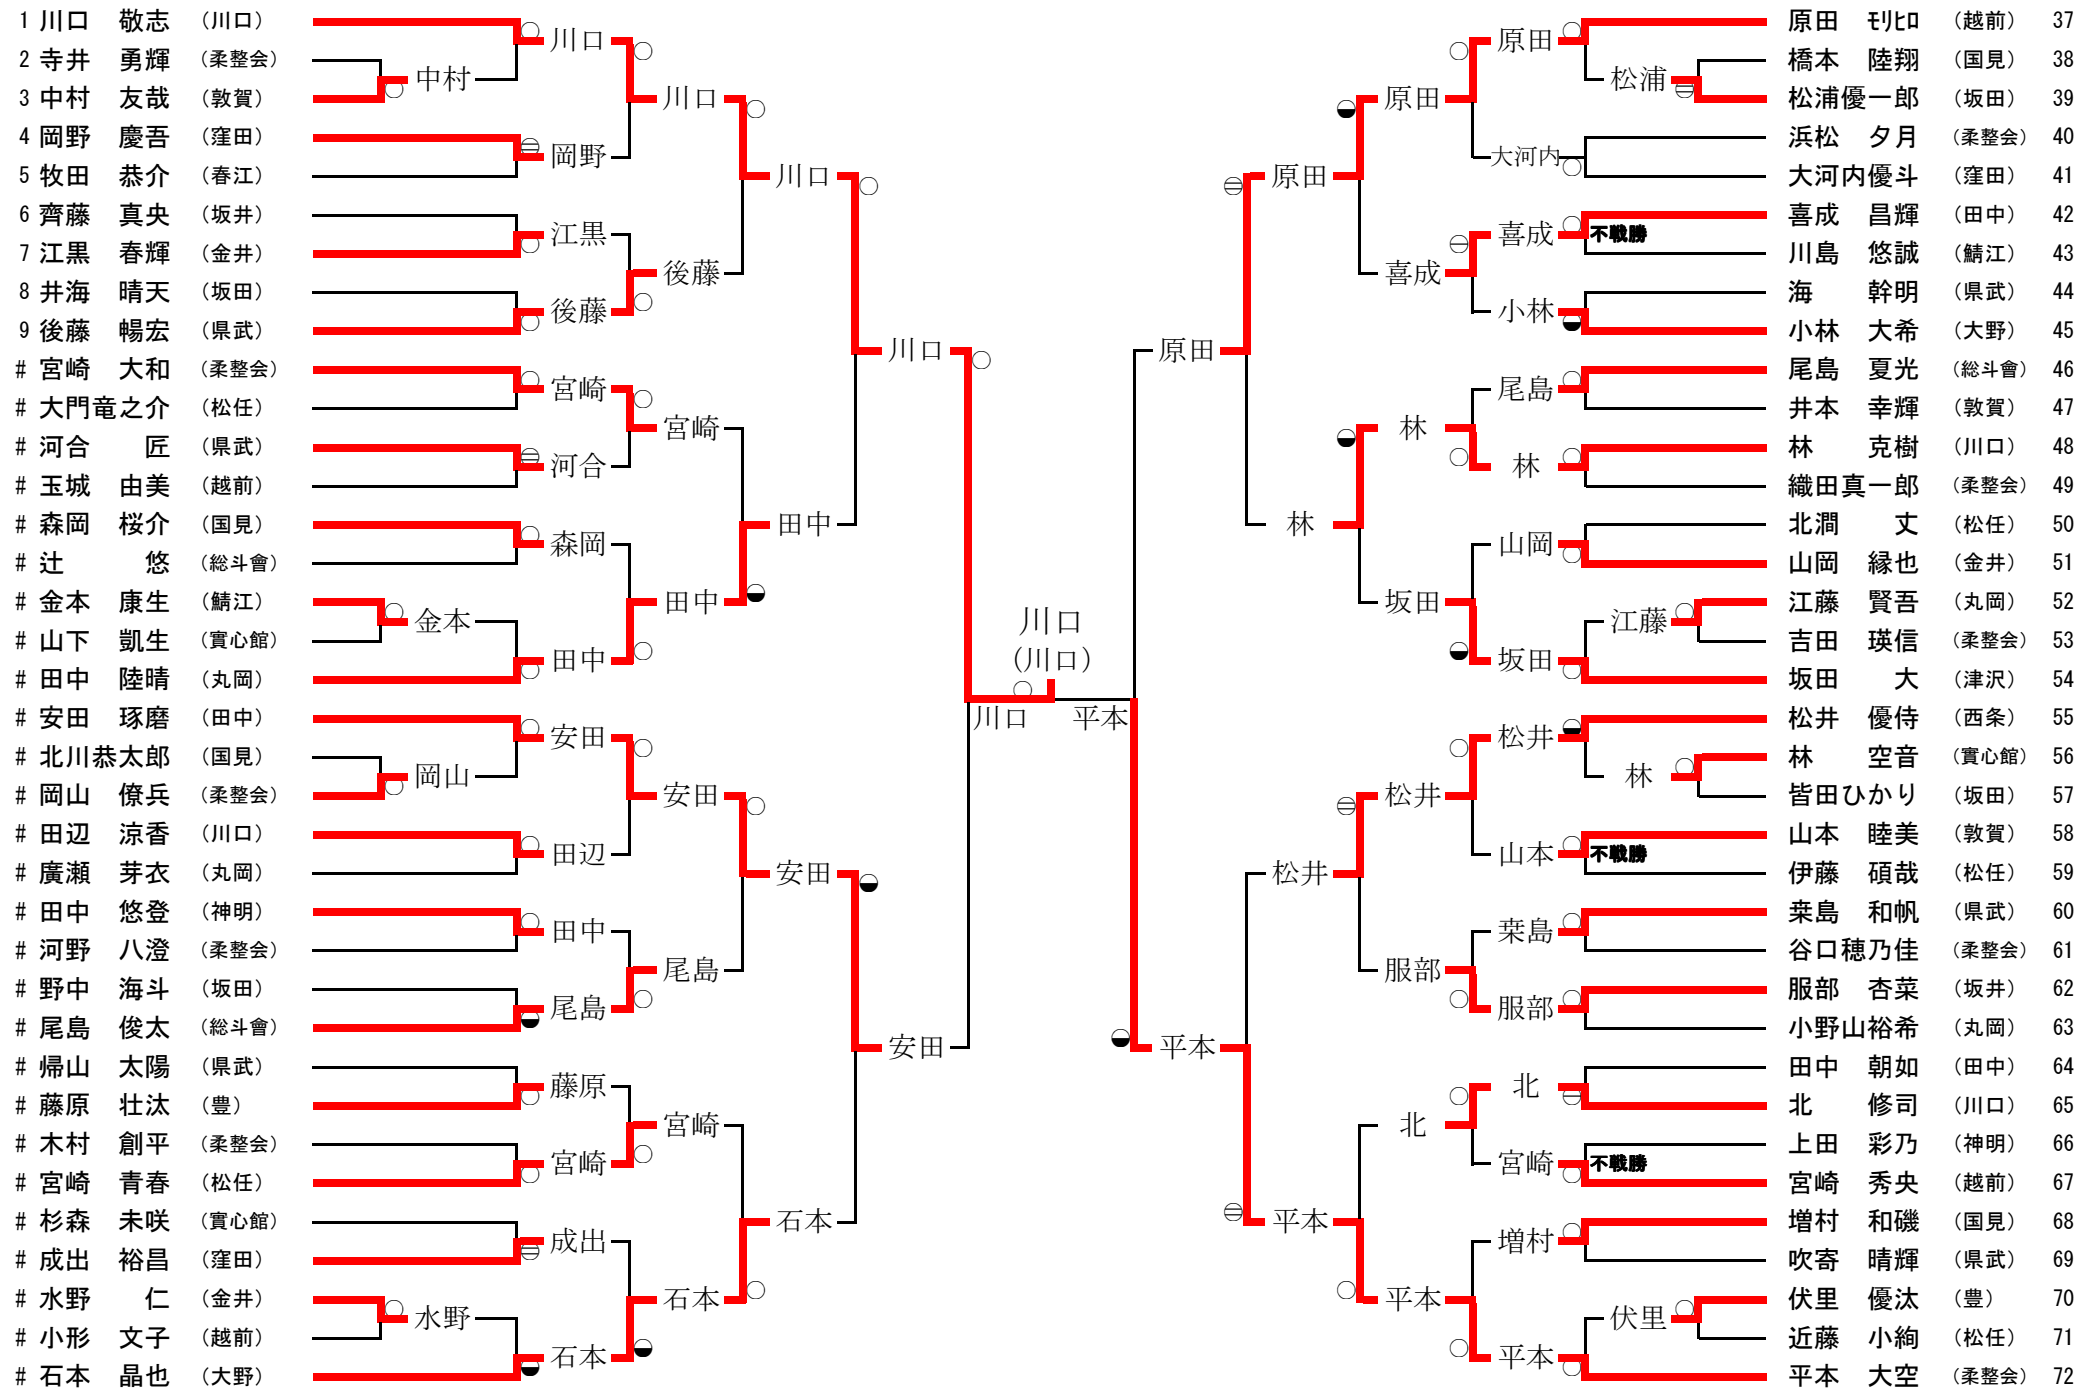 1 川口 敬志 (川口)
2 寺井 勇輝 (柔整会)
3 中村 友哉 (敦賀)
4 岡野 慶吾 (窪田)
5 牧田 恭介 (春江)
6 齊藤 真央 (坂井)
7 江黒 春輝 (金井)
8 井海 晴天 (坂田)
9 後藤 暢宏 (県武)
# 宮崎 大和 (柔整会)
# 大門竜之介 (松任)
# 河合 匠 (県武)
# 玉城 由美 (越前)
# 森岡 桜介 (国見)
# 辻 悠 (総斗會)
# 金本 康生 (鯖江)
# 山下 凱生 (實心館)
# 田中 陸晴 (丸岡)
# 安田 琢磨 (田中)
# 北川恭太郎 (国見)
# 岡山 僚兵 (柔整会)
# 田辺 涼香 (川口)
# 廣瀬 芽衣 (丸岡)
# 田中 悠登 (神明)
# 河野 八澄 (柔整会)
# 野中 海斗 (坂田)
# 尾島 俊太 (総斗會)
# 帰山 太陽 (県武)
# 藤原 壮汰 (豊)
# 木村 創平 (柔整会)
# 宮崎 青春 (松任)
# 杉森 未咲 (實心館)
# 成出 裕昌 (窪田)
# 水野 仁 (金井)
# 小形 文子 (越前)
# 石本 晶也 (大野)
中村
金本
岡山
水野
川口
岡野
江黒
後藤
宮崎
河合
森岡
田中
安田
田辺
田中
尾島
藤原
宮崎
成出
石本
川口
後藤
宮崎
田中
安田
尾島
宮崎
石本
川口
田中
安田
石本
川口
安田
川口
(川口)
川口
平本
原田
平本
原田
林
松井
平本
原田
喜成
林
坂田
松井
服部
北
平本
原田
大河内
喜成
不戦勝
小林
尾島
林
山岡
坂田
松井
山本
不戦勝
桒島
服部
北
宮崎
不戦勝
増村
平本
松浦
江藤
林
伏里
原田 ﾓﾘﾋﾛ (越前) 37
橋本 陸翔 (国見) 38
松浦優一郎 (坂田) 39
浜松 夕月 (柔整会) 40
大河内優斗 (窪田) 41
喜成 昌輝 (田中) 42
川島 悠誠 (鯖江) 43
海 幹明 (県武) 44
小林 大希 (大野) 45
尾島 夏光 (総斗會) 46
井本 幸輝 (敦賀) 47
林 克樹 (川口) 48
織田真一郎 (柔整会) 49
北澗 丈 (松任) 50
山岡 縁也 (金井) 51
江藤 賢吾 (丸岡) 52
吉田 瑛信 (柔整会) 53
坂田 大 (津沢) 54
松井 優侍 (西条) 55
林 空音 (實心館) 56
皆田ひかり (坂田) 57
山本 睦美 (敦賀) 58
伊藤 碩哉 (松任) 59
桒島 和帆 (県武) 60
谷口穂乃佳 (柔整会) 61
服部 杏菜 (坂井) 62
小野山裕希 (丸岡) 63
田中 朝如 (田中) 64
北 修司 (川口) 65
上田 彩乃 (神明) 66
宮崎 秀央 (越前) 67
増村 和磯 (国見) 68
吹寄 晴輝 (県武) 69
伏里 優汰 (豊) 70
近藤 小絢 (松任) 71
平本 大空 (柔整会) 72